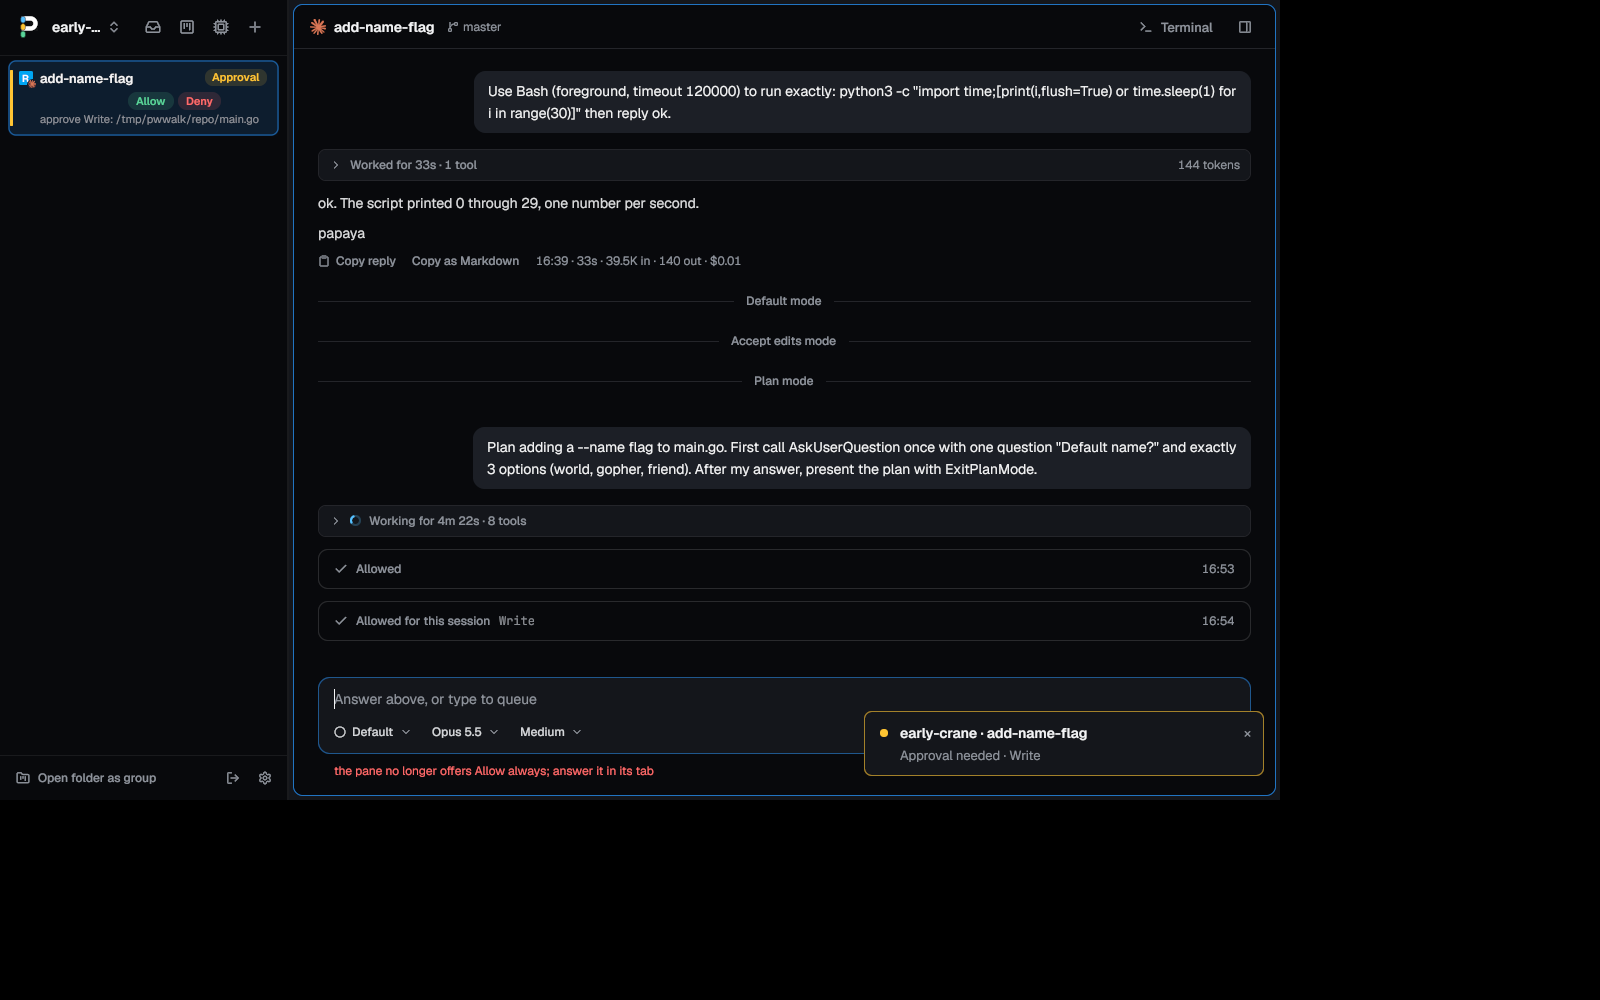 early-...
add-name-flag
Approval
Allow
Deny
approve Write: /tmp/pwwalk/repo/main.go
Open folder as group
add-name-flag
master
Terminal
Use Bash (foreground, timeout 120000) to run exactly: python3 -c "import time;[print(i,flush=True) or time.sleep(1) for
i in range(30)]" then reply ok.
Worked for 33s · 1 tool
144 tokens
ok. The script printed 0 through 29, one number per second.
papaya
Copy reply
Copy as Markdown
16:39 · 33s · 39.5K in · 140 out · $0.01
Default mode
Accept edits mode
Plan mode
Plan adding a --name flag to main.go. First call AskUserQuestion once with one question "Default name?" and exactly
3 options (world, gopher, friend). After my answer, present the plan with ExitPlanMode.
Working for 4m 22s · 8 tools
Allowed
16:53
Allowed for this session Write
16:54
Answer above, or type to queue
Default
Opus 5.5
Medium
the pane no longer offers Allow always; answer it in its tab
early-crane · add-name-flag
×
Approval needed · Write